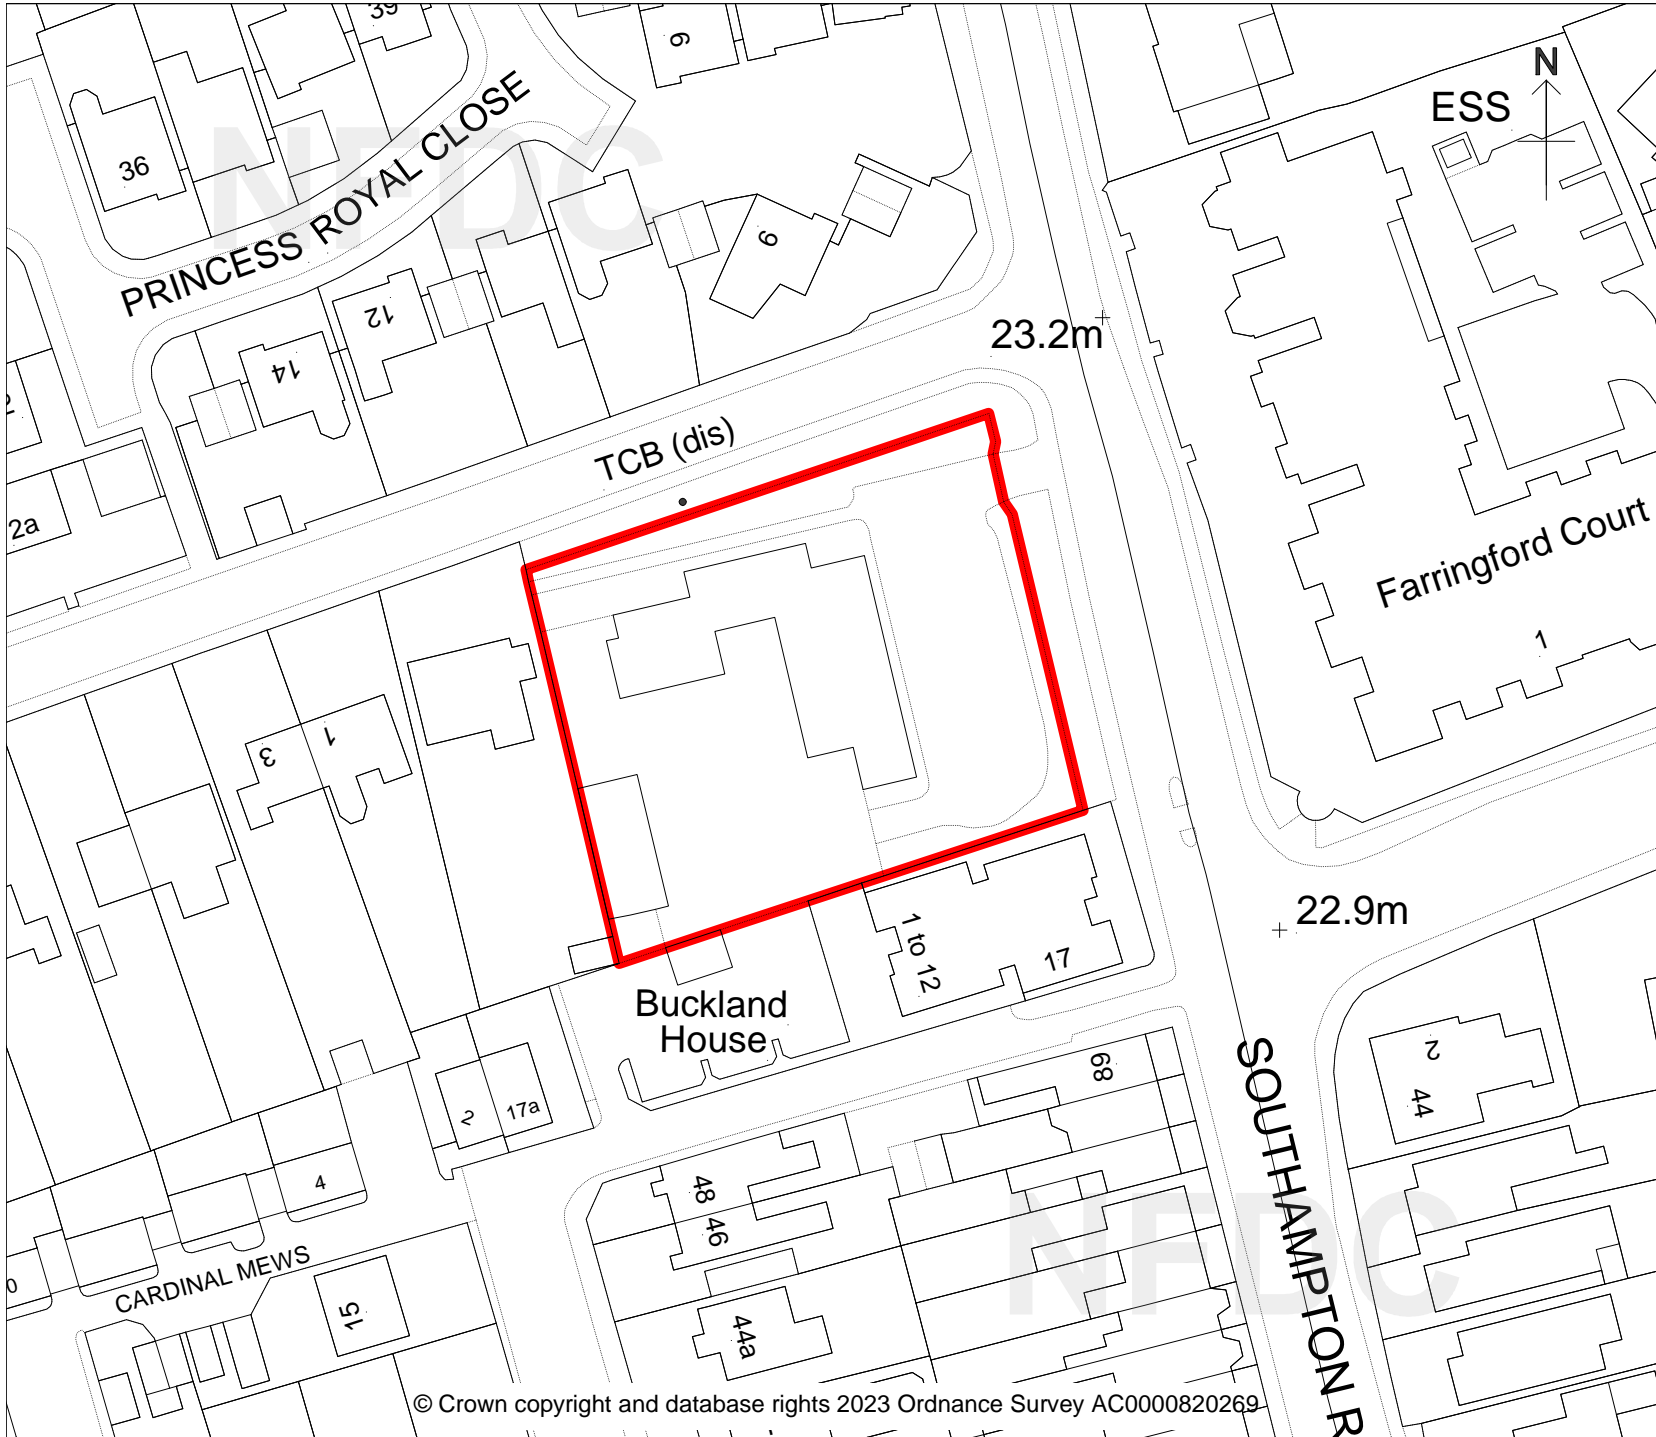 39
6
N
ESS
NFDC
36
PRINCESS ROYAL CLOSE
9
12
23.2m
14
TCB (dis)
2a
Farringford Court
1
1
3
22.9m
1 to 12
17
Buckland
House
68
2
44
2
17a
SOUTHAMPTON R
48
46
4
NFDC
CARDINAL MEWS
15
44a
© Crown copyright and database rights 2023 Ordnance Survey AC0000820269